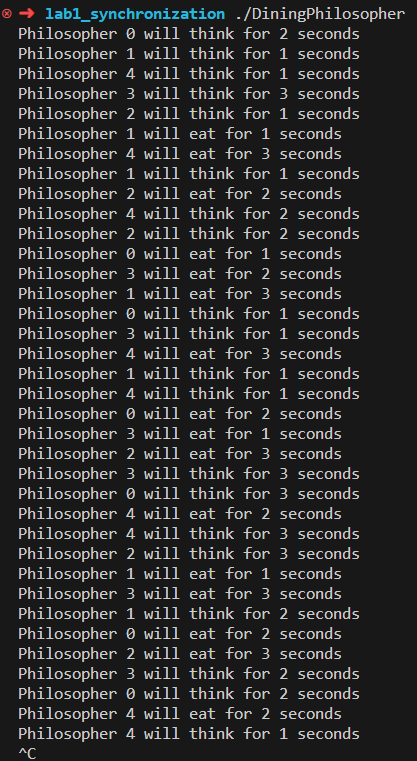 ⊗ ➜ lab1_synchronization ./DiningPhilosopher
Philosopher 0 will think for 2 seconds
Philosopher 1 will think for 1 seconds
Philosopher 4 will think for 1 seconds
Philosopher 3 will think for 3 seconds
Philosopher 2 will think for 1 seconds
Philosopher 1 will eat for 1 seconds
Philosopher 4 will eat for 3 seconds
Philosopher 1 will think for 1 seconds
Philosopher 2 will eat for 2 seconds
Philosopher 4 will think for 2 seconds
Philosopher 2 will think for 2 seconds
Philosopher 0 will eat for 1 seconds
Philosopher 3 will eat for 2 seconds
Philosopher 1 will eat for 3 seconds
Philosopher 0 will think for 1 seconds
Philosopher 3 will think for 1 seconds
Philosopher 4 will eat for 3 seconds
Philosopher 1 will think for 1 seconds
Philosopher 4 will think for 1 seconds
Philosopher 0 will eat for 2 seconds
Philosopher 3 will eat for 1 seconds
Philosopher 2 will eat for 3 seconds
Philosopher 3 will think for 3 seconds
Philosopher 0 will think for 3 seconds
Philosopher 4 will eat for 2 seconds
Philosopher 4 will think for 3 seconds
Philosopher 2 will think for 3 seconds
Philosopher 1 will eat for 1 seconds
Philosopher 3 will eat for 3 seconds
Philosopher 1 will think for 2 seconds
Philosopher 0 will eat for 2 seconds
Philosopher 2 will eat for 3 seconds
Philosopher 3 will think for 2 seconds
Philosopher 0 will think for 2 seconds
Philosopher 4 will eat for 2 seconds
Philosopher 4 will think for 1 seconds
^C